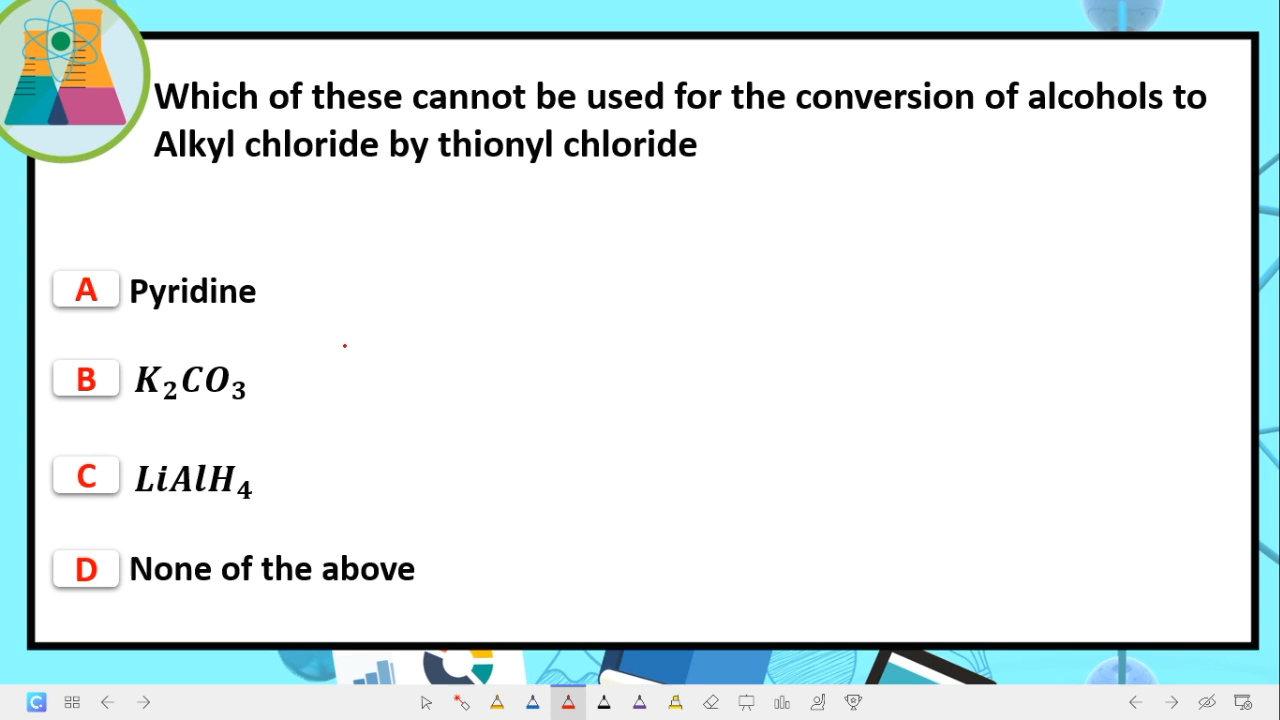 Which of these cannot be used for the conversion of alcohols to
Alkyl chloride by thionyl chloride
A Pyridine
B K₂CO₃
C LiAlH₄
D None of the above